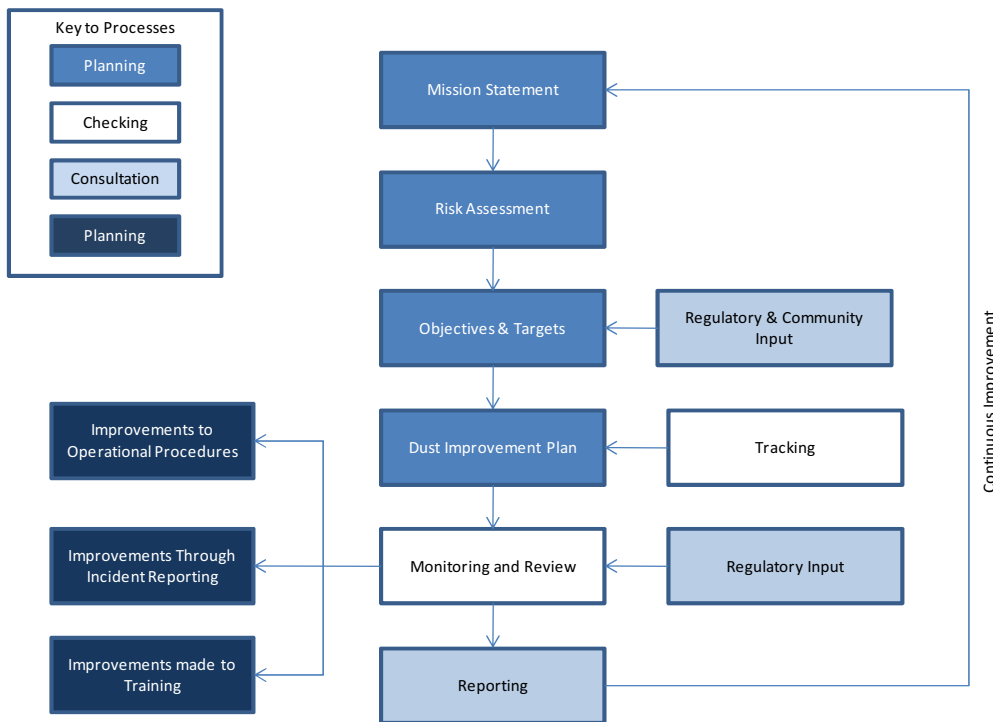 Key to Processes
Planning
Checking
Consultation
Planning
Mission Statement
Risk Assessment
Objectives & Targets
Regulatory & Community
Input
Dust Improvement Plan
Tracking
Monitoring and Review
Regulatory Input
Reporting
Improvements to
Operational Procedures
Improvements Through
Incident Reporting
Improvements made to
Training
Continuous Improvement